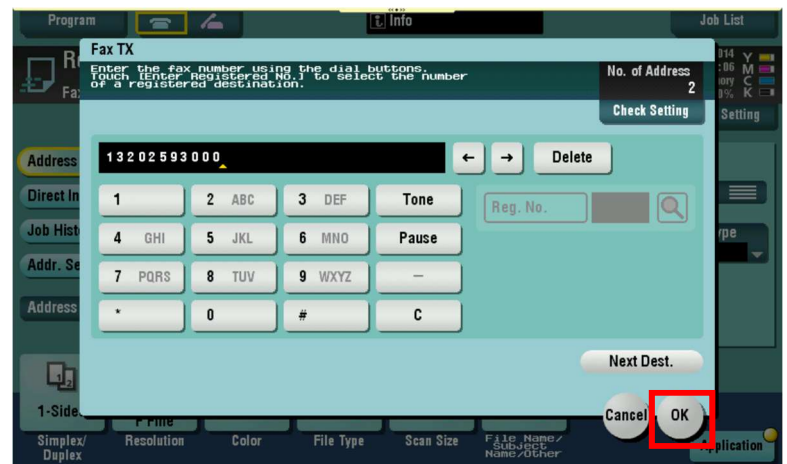 Program
Info
Job List
Fax TX
Enter the fax number using the dial buttons.
Touch [Enter Registered No.] to select the number
of a registered destination.
No. of Address
2
Check Setting
Y
M
C
K
Setting
13202593000
← → Delete
1
2 ABC
3 DEF
Tone
Reg. No.
4 GHI
5 JKL
6 MNO
Pause
7 PQRS
8 TUV
9 WXYZ
-
*
0
#
C
Address
Direct In
Job Hist
Addr. Se
Address
Next Dest.
Cancel
OK
1-Side
Simplex/
Duplex
Resolution
Color
File Type
Scan Size
File Name/
Subject
Name/Other